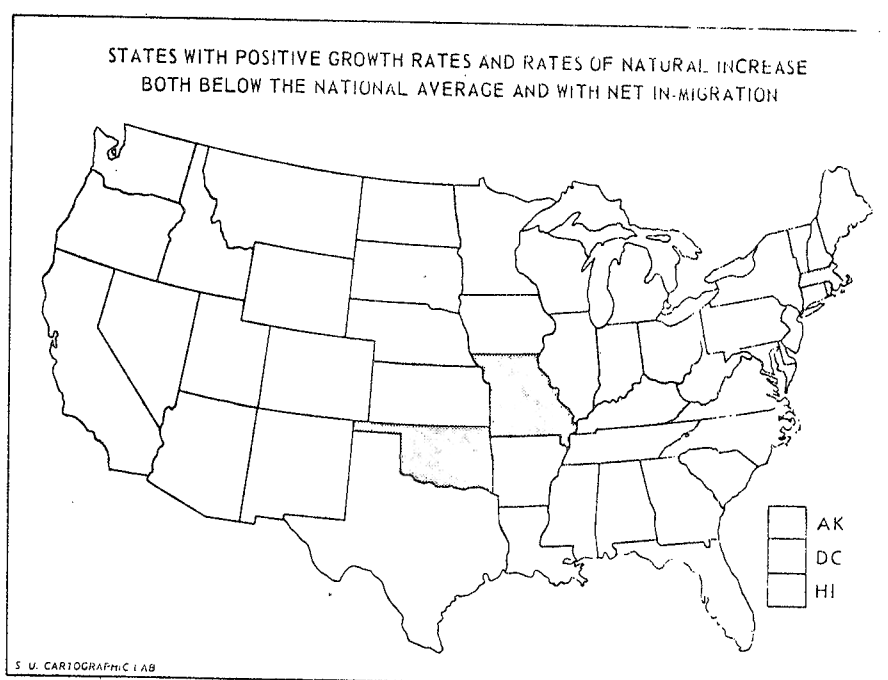 STATES WITH POSITIVE GROWTH RATES AND RATES OF NATURAL INCREASE
BOTH BELOW THE NATIONAL AVERAGE AND WITH NET IN-MIGRATION
AK
DC
HI
S U. CARTOGRAPHIC LAB